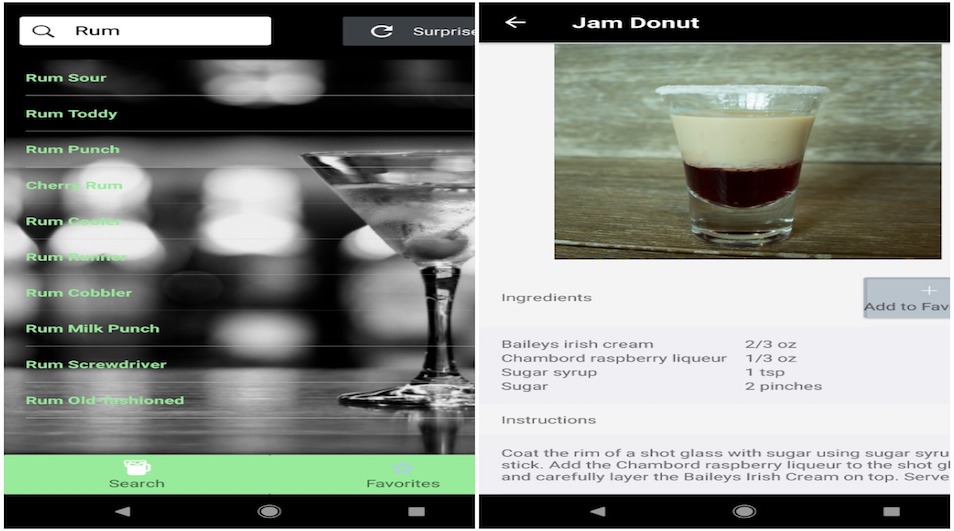 Rum
Surprise
Rum Sour
Rum Toddy
Rum Punch
Cherry Rum
Rum Cooler
Rum Runner
Rum Cobbler
Rum Milk Punch
Rum Screwdriver
Rum Old-fashioned
Search
Favorites
Jam Donut
Ingredients
Add to Fav
Baileys irish cream 2/3 oz
Chambord raspberry liqueur 1/3 oz
Sugar syrup 1 tsp
Sugar 2 pinches
Instructions
Coat the rim of a shot glass with sugar using sugar syru
stick. Add the Chambord raspberry liqueur to the shot gl
and carefully layer the Baileys Irish Cream on top. Serve